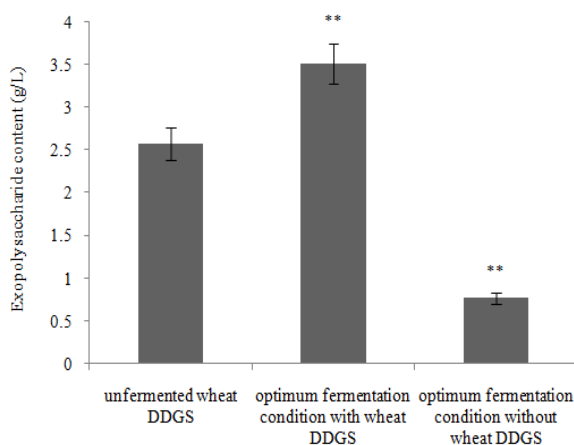 Exopolysaccharide content (g/L)
4
3.5
3
2.5
2
1.5
1
0.5
0
**
**
unfermented wheat
DDGS
optimum fermentation
condition with wheat
DDGS
optimum fermentation
condition without
wheat DDGS